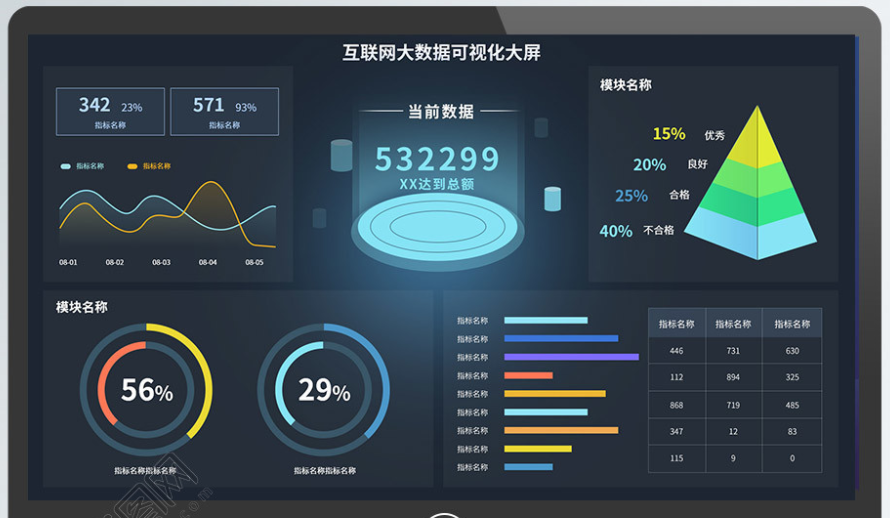 互联网大数据可视化大屏
342 23%
指标名称
571 93%
指标名称
指标名称
指标名称
08-01
08-02
08-03
08-04
08-05
当前数据
532299
XX达到总额
模块名称
15% 优秀
20% 良好
25% 合格
40% 不合格
模块名称
56%
指标名称指标名称
29%
指标名称指标名称
指标名称
指标名称
指标名称
指标名称
指标名称
指标名称
指标名称
指标名称
指标名称
指标名称 指标名称 指标名称
446 731 630
112 894 325
868 719 485
347 12 83
115 9 0